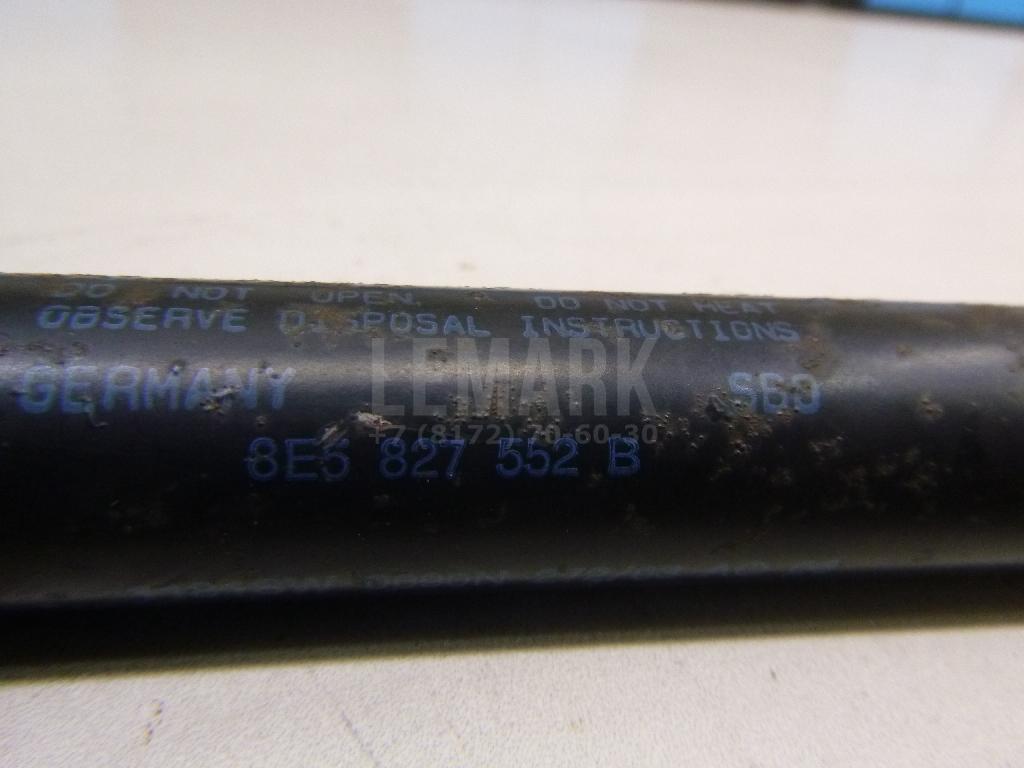 DO NOT OPEN. DO NOT HEAT
OBSERVE DISPOSAL INSTRUCTIONS
GERMANY
LEMARK
+7 (8172) 70-60-30
8E5 827 552 B